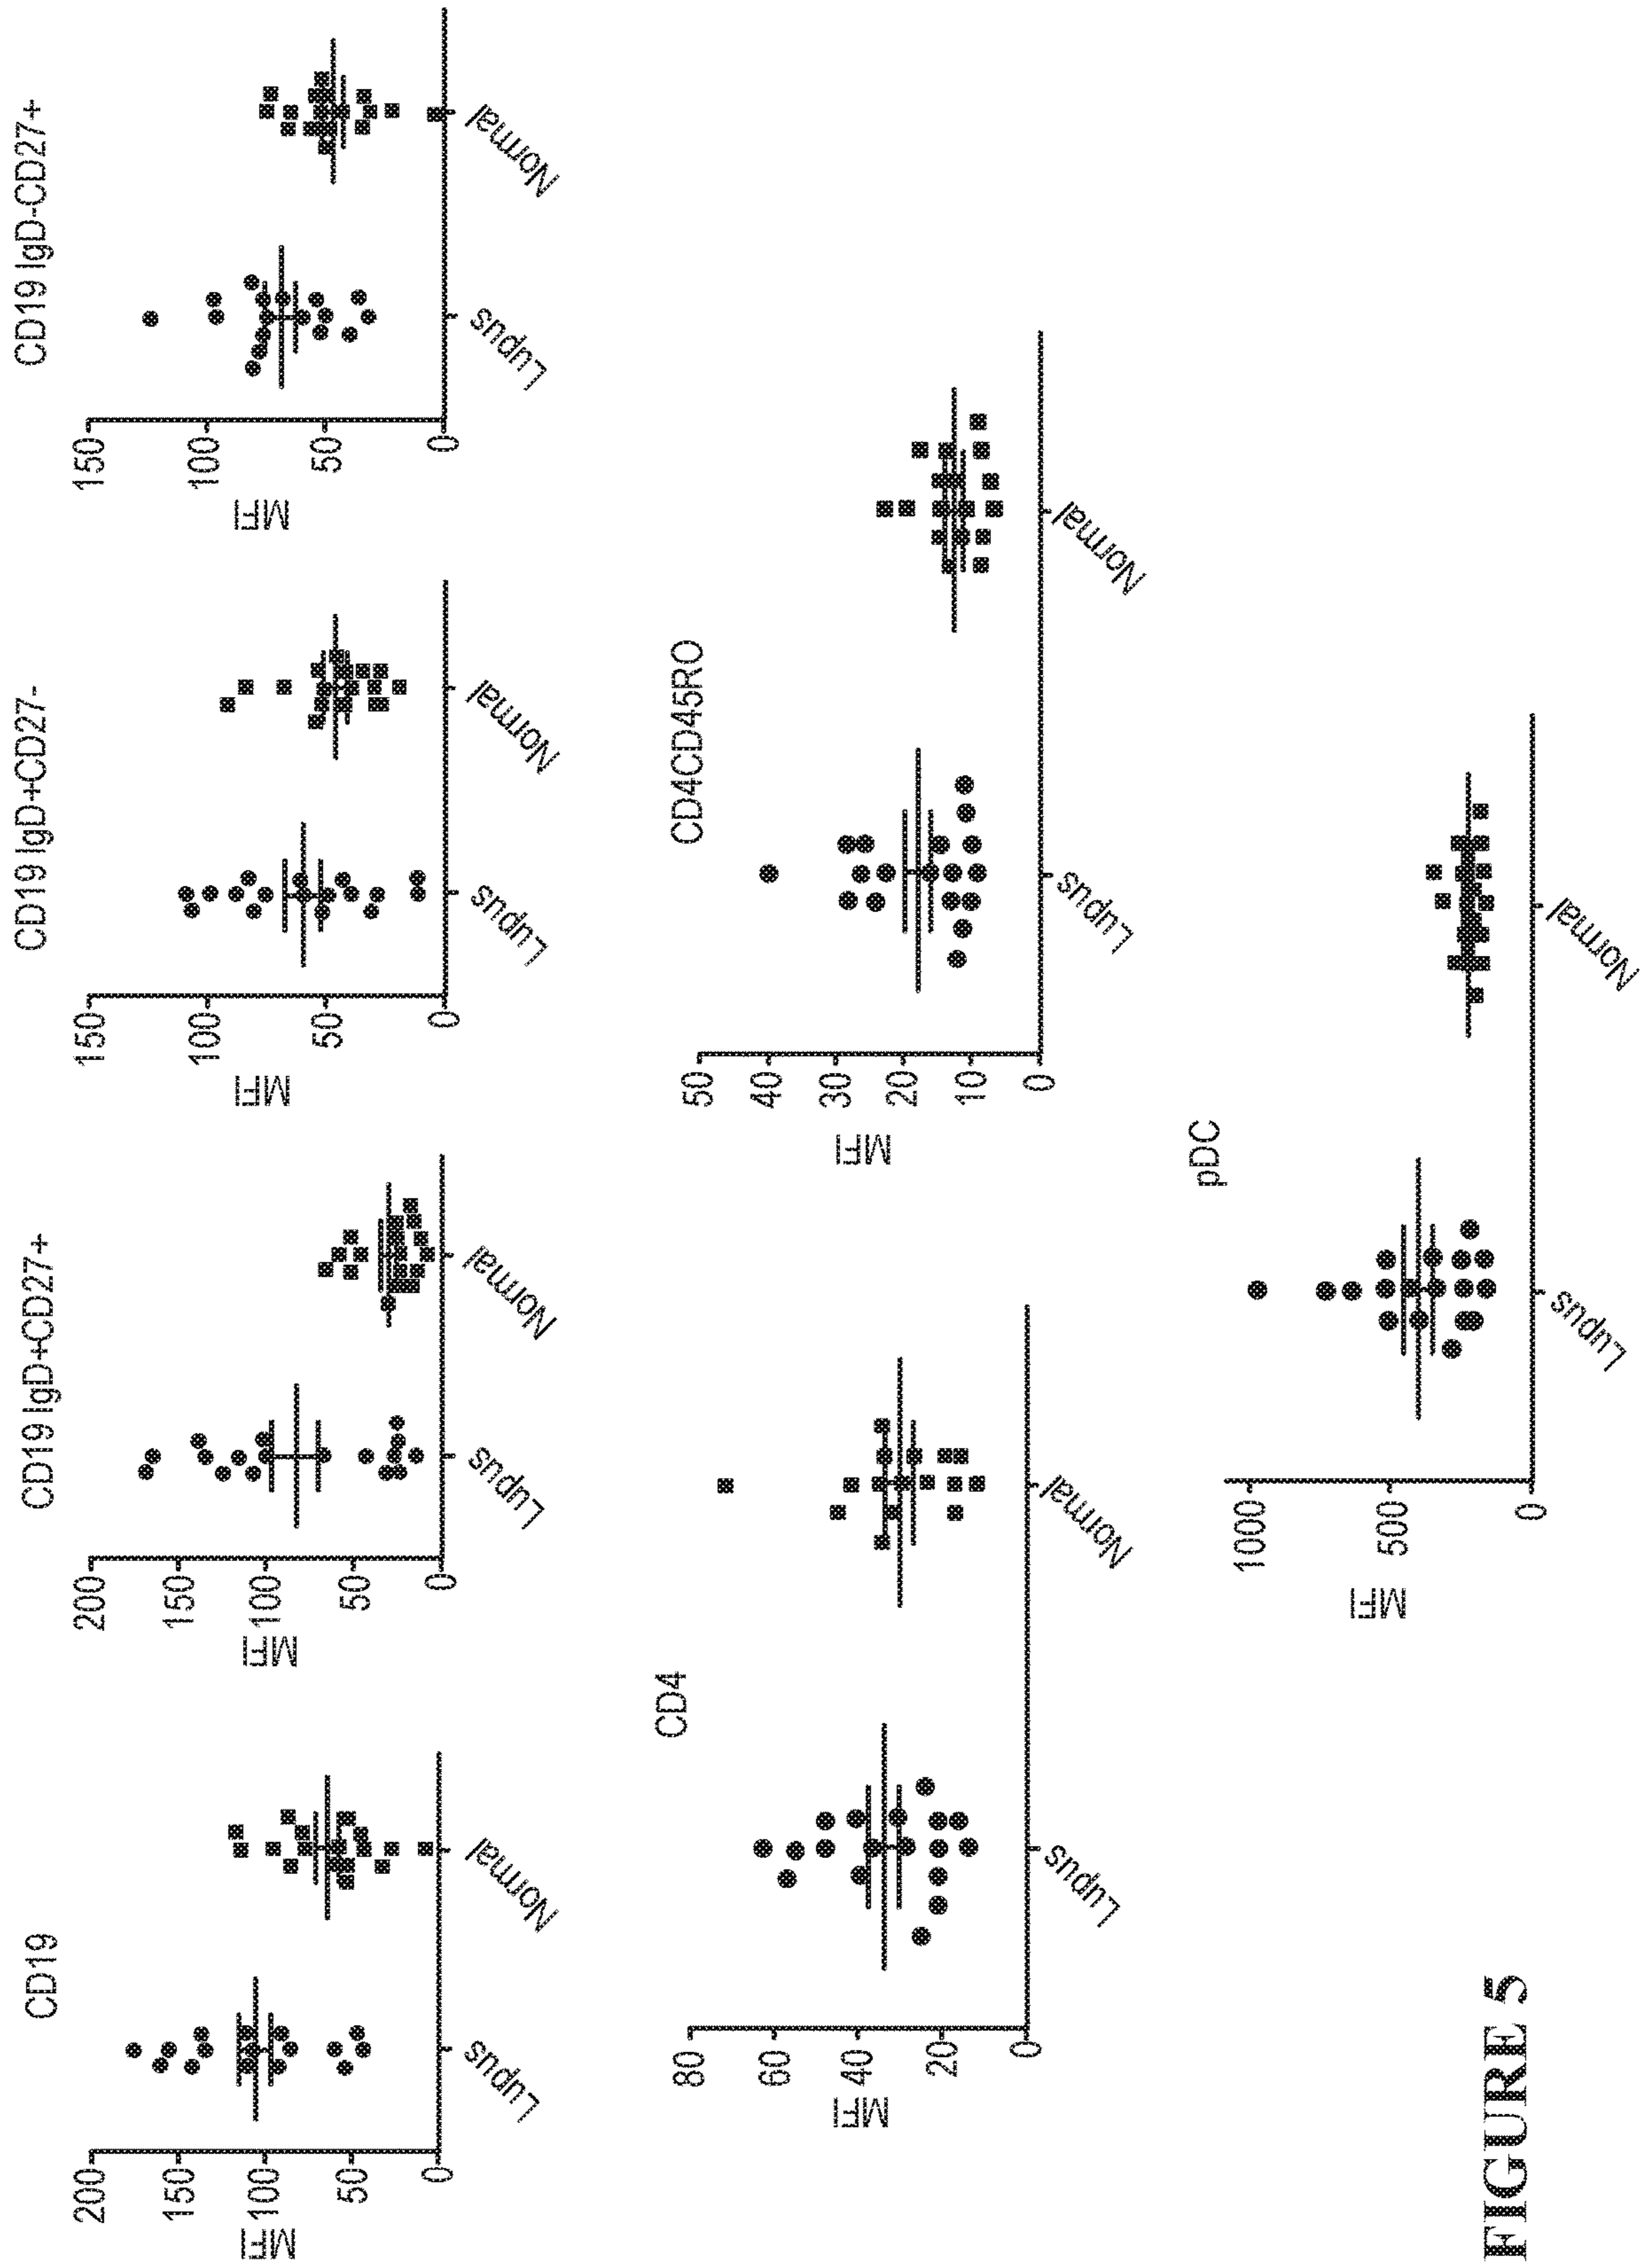 CD19
MFI
200
150
100
50
0
Lupus
Normal
CD19 IgD+CD27+
MFI
200
150
100
50
0
Lupus
Normal
CD19 IgD+CD27-
MFI
150
100
50
0
Lupus
Normal
CD19 IgD-CD27+
MFI
150
100
50
0
Lupus
Normal
CD4
MFI
80
60
40
20
0
Lupus
Normal
CD4CD45RO
MFI
50
40
30
20
10
0
Lupus
Normal
pDC
MFI
1000
500
0
Lupus
Normal
FIGURE 5